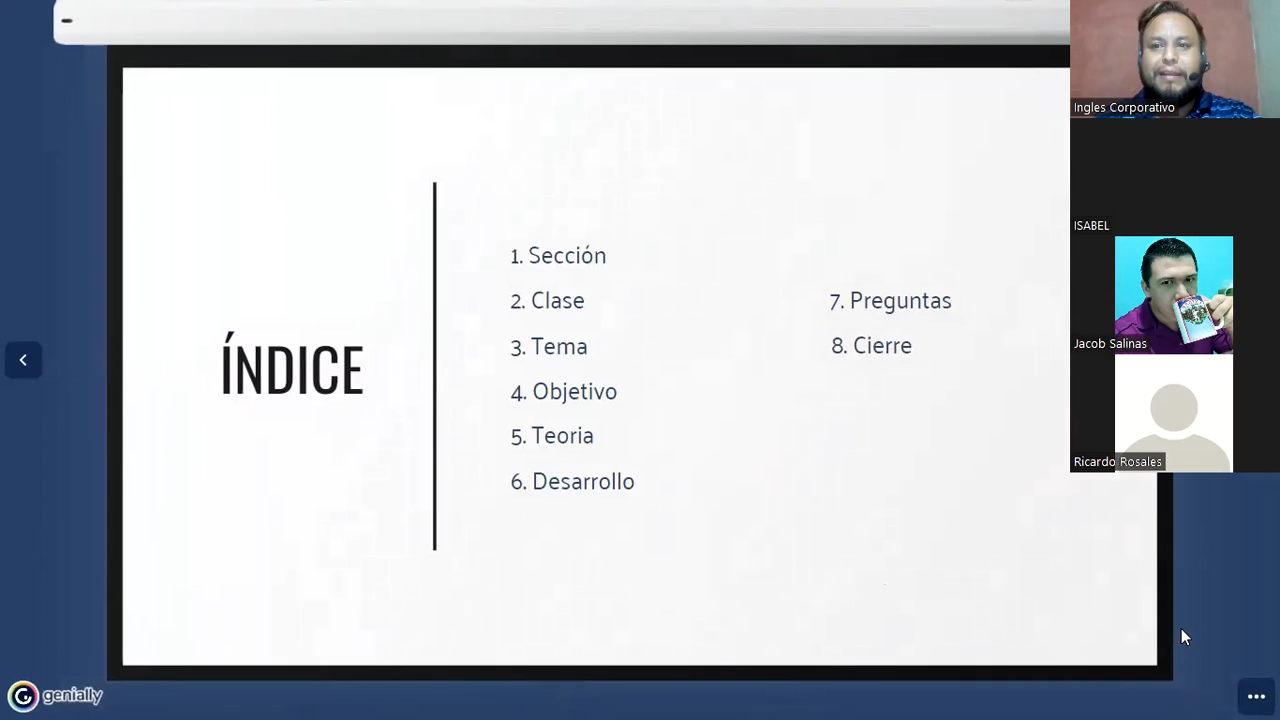 ÍNDICE
1. Sección
2. Clase
3. Tema
4. Objetivo
5. Teoria
6. Desarrollo
7. Preguntas
8. Cierre
Ingles Corporativo
ISABEL
Jacob Salinas
Ricardo Rosales
genially